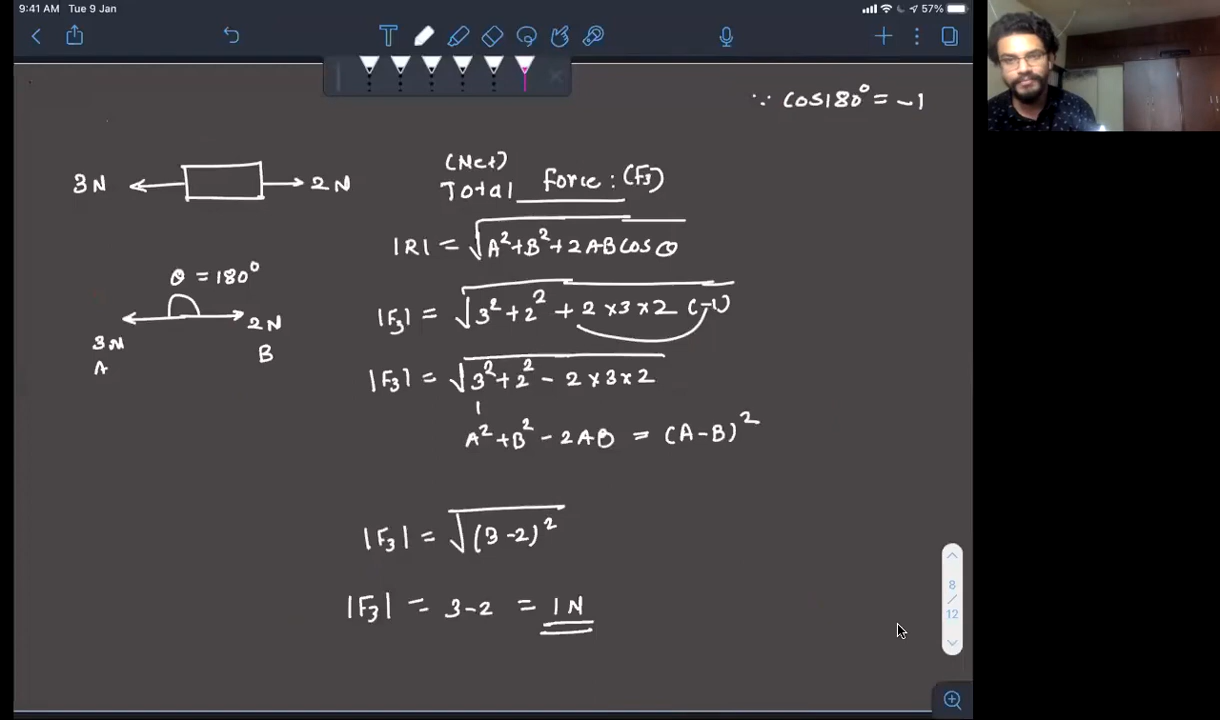 9:41 AM Tue 9 Jan
57%
∵ cos180° = -1
3N 2N
(Net)
Total force : (F₃)
|R| = √A²+B²+2ABCosθ
θ = 180°
|F₃| = √3²+2²+2×3×2 (-1)
2N
3N
B
A
|F₃| = √3²+2²-2×3×2
A²+B²-2AB = (A-B)²
|F₃| = √(3-2)²
|F₃| = 3-2 = 1N
8
/
12